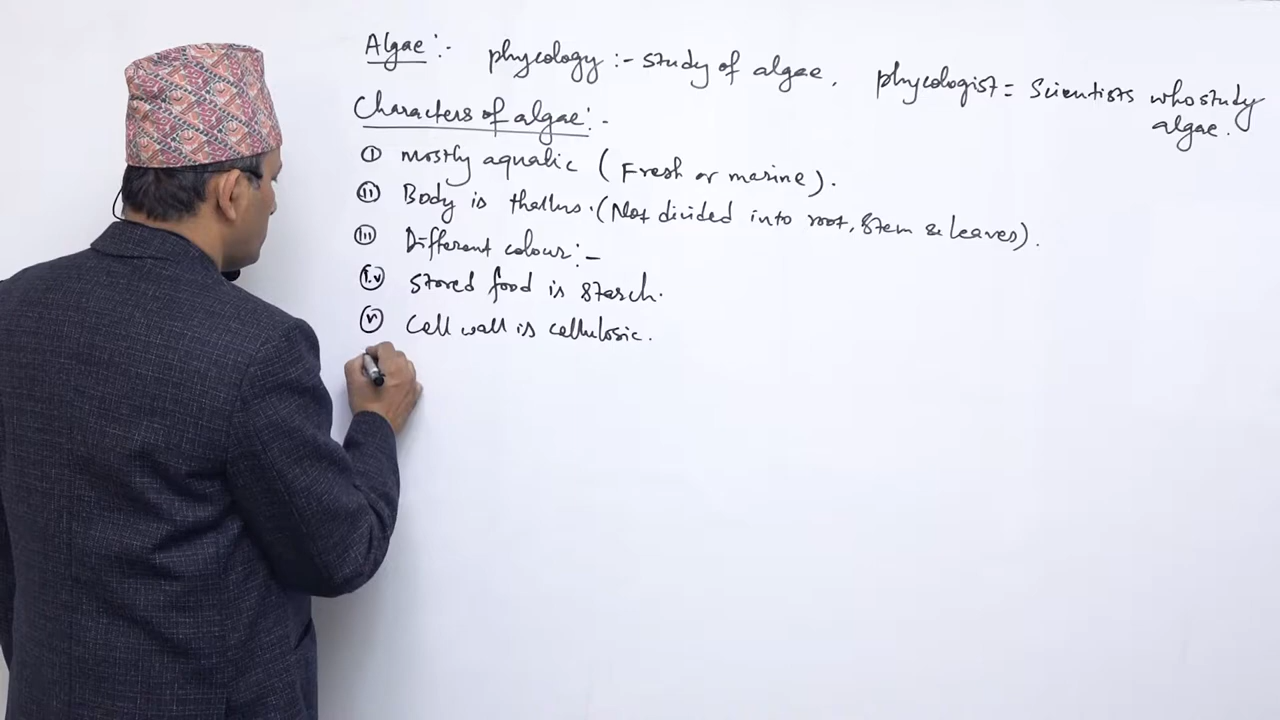 Algae :- phycology :- study of algae. phycologist = Scientists who study
algae.
Characters of algae :-
(i) mostly aquatic (Fresh or marine).
(ii) Body is thallus. (Not divided into root, stem & leaves).
(iii) Different colour :-
(iv) stored food is starch.
(v) Cell wall is cellulosic.